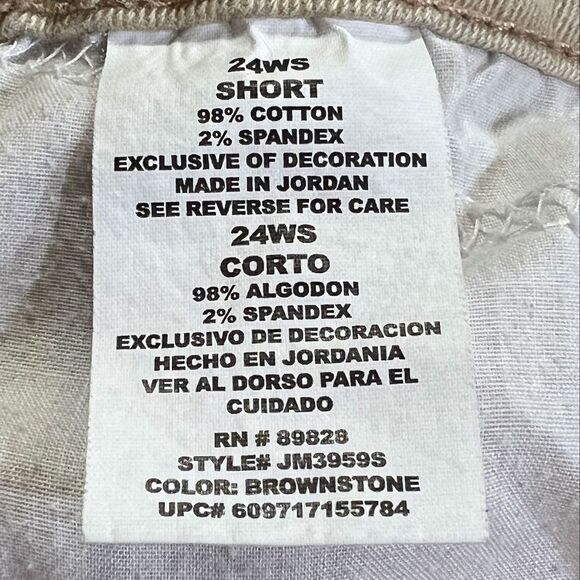 24WS
SHORT
98% COTTON
2% SPANDEX
EXCLUSIVE OF DECORATION
MADE IN JORDAN
SEE REVERSE FOR CARE
24WS
CORTO
98% ALGODON
2% SPANDEX
EXCLUSIVO DE DECORACION
HECHO EN JORDANIA
VER AL DORSO PARA EL
CUIDADO
RN # 89828
STYLE# JM3959S
COLOR: BROWNSTONE
UPC# 609717155784